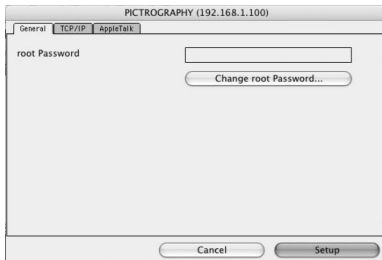 PICTROGRAPHY (192.168.1.100)
General TCP/IP AppleTalk
root Password
Change root Password...
Cancel Setup